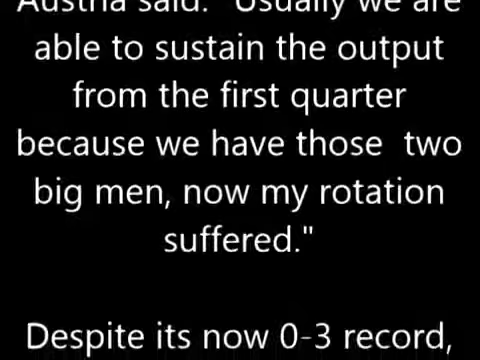 Austria said. "Usually we are
able to sustain the output
from the first quarter
because we have those  two
big men, now my rotation
suffered."
Despite its now 0-3 record,